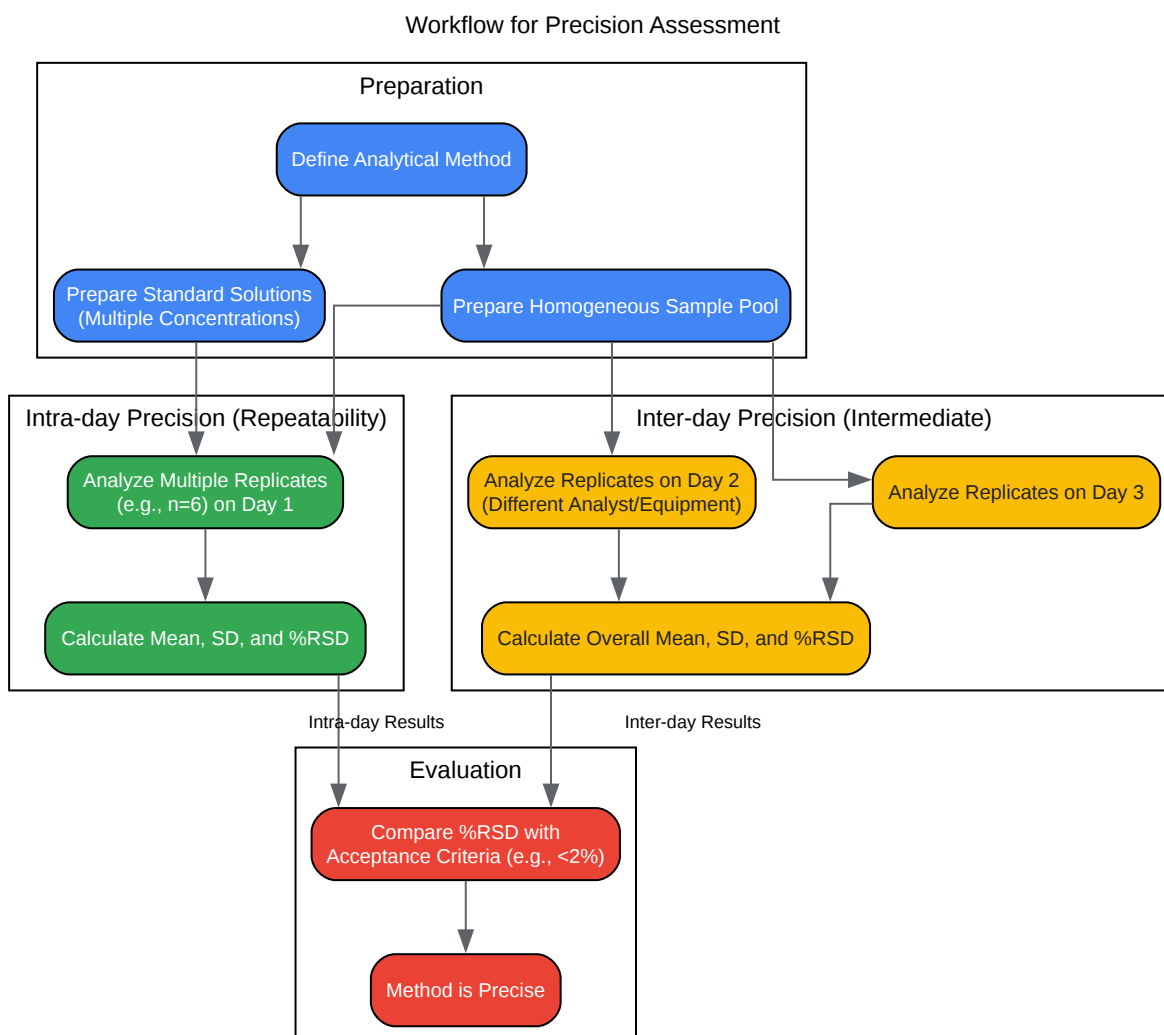 Workflow for Precision Assessment
Preparation
Define Analytical Method
Prepare Standard Solutions
(Multiple Concentrations)
Prepare Homogeneous Sample Pool
Intra-day Precision (Repeatability)
Analyze Multiple Replicates
(e.g., n=6) on Day 1
Calculate Mean, SD, and %RSD
Inter-day Precision (Intermediate)
Analyze Replicates on Day 2
(Different Analyst/Equipment)
Analyze Replicates on Day 3
Calculate Overall Mean, SD, and %RSD
Intra-day Results
Inter-day Results
Evaluation
Compare %RSD with
Acceptance Criteria (e.g., <2%)
Method is Precise